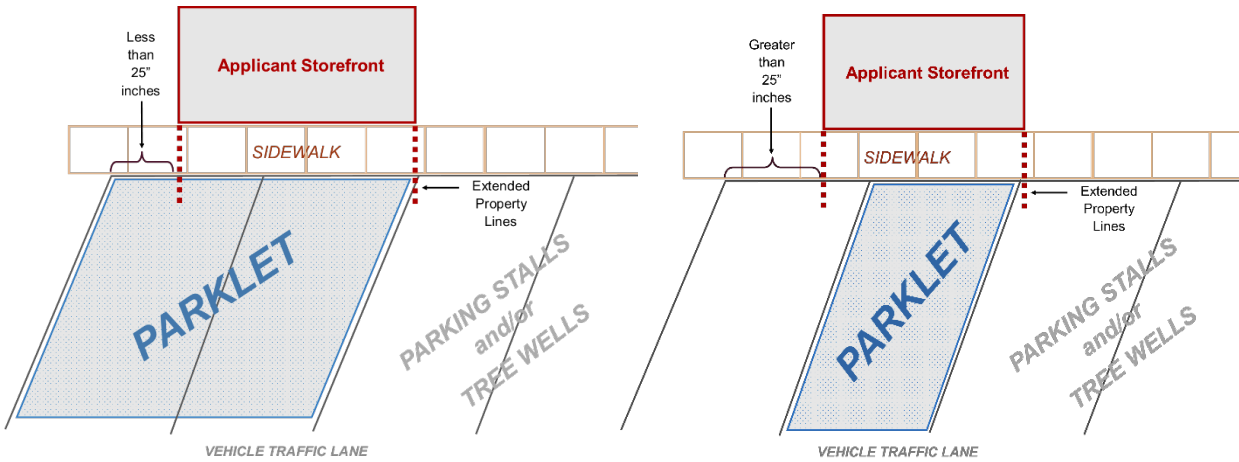 Less
than
25”
inches
Applicant Storefront
SIDEWALK
Extended
Property
Lines
PARKLET
PARKING STALLS
and/or
TREE WELLS
VEHICLE TRAFFIC LANE
Greater
than
25”
inches
Applicant Storefront
SIDEWALK
Extended
Property
Lines
PARKLET
PARKING STALLS
and/or
TREE WELLS
VEHICLE TRAFFIC LANE